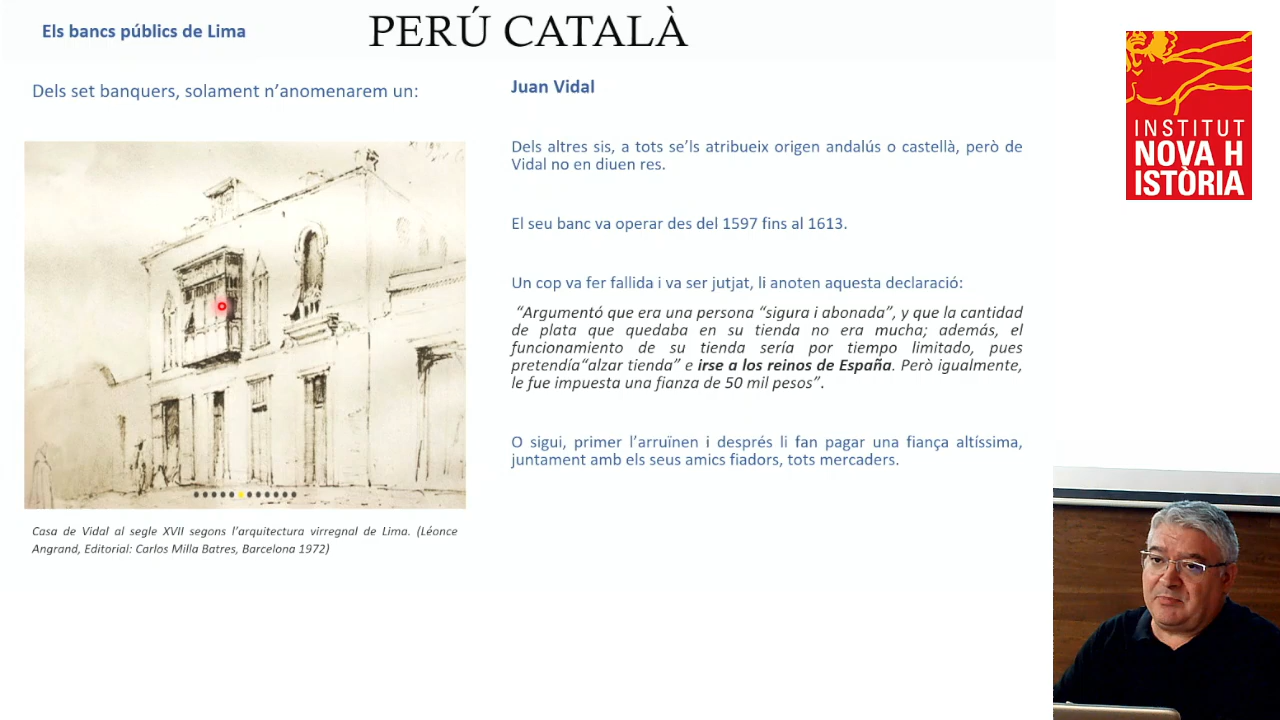 Els bancs públics de Lima
PERÚ CATALÀ
Dels set banquers, solament n'anomenarem un:
Casa de Vidal al segle XVII segons l'arquitectura virregnal de Lima. (Léonce
Angrand, Editorial: Carlos Milla Batres, Barcelona 1972)
Juan Vidal
Dels altres sis, a tots se'ls atribueix origen andalús o castellà, però de
Vidal no en diuen res.
El seu banc va operar des del 1597 fins al 1613.
Un cop va fer fallida i va ser jutjat, li anoten aquesta declaració:
"Argumentó que era una persona "sigura i abonada", y que la cantidad
de plata que quedaba en su tienda no era mucha; además, el
funcionamiento de su tienda sería por tiempo limitado, pues
pretendía"alzar tienda" e irse a los reinos de España. Però igualmente,
le fue impuesta una fianza de 50 mil pesos".
O sigui, primer l'arruïnen i després li fan pagar una fiança altíssima,
juntament amb els seus amics fiadors, tots mercaders.
INSTITUT
NOVA H
ISTÒRIA